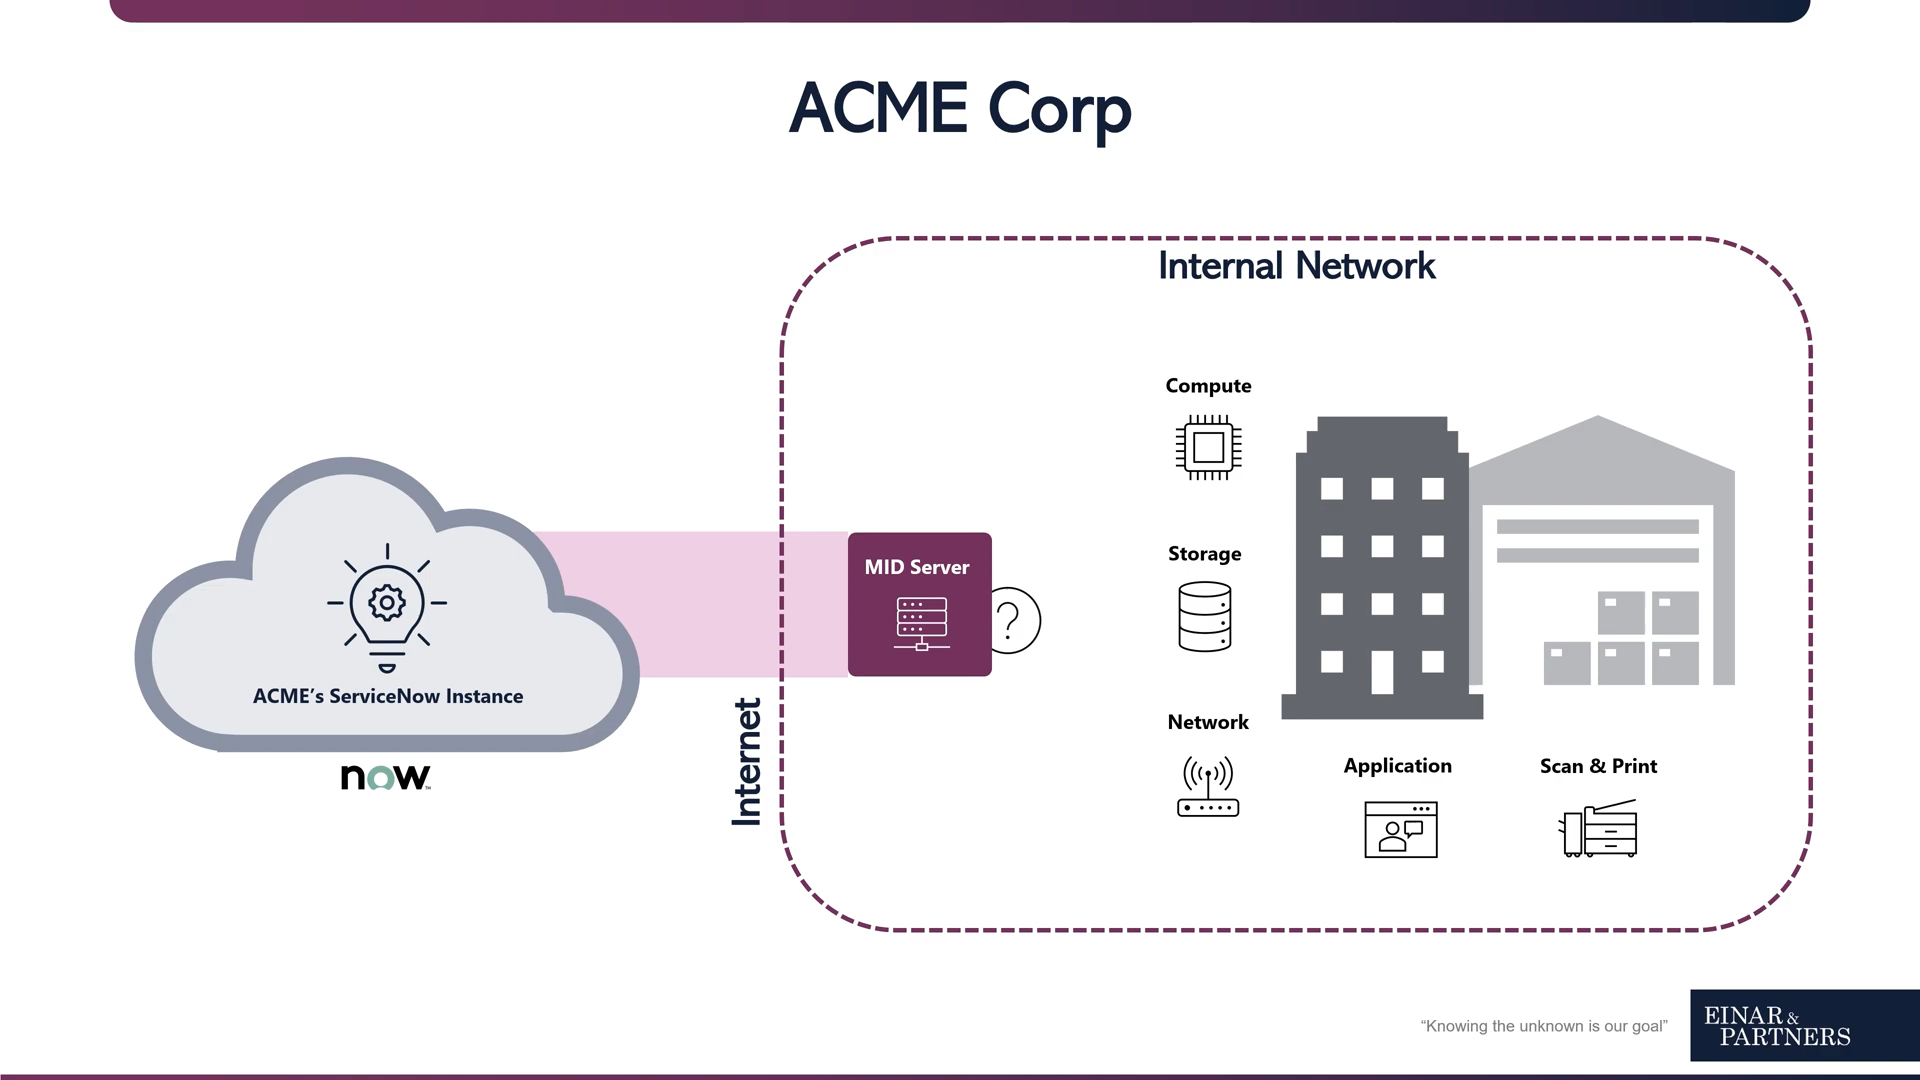 ACME Corp
Internal Network
Compute
Storage
MID Server
?
ACME’s ServiceNow Instance
now™
Internet
Network
Application
Scan & Print
“Knowing the unknown is our goal”
EINAR &
PARTNERS